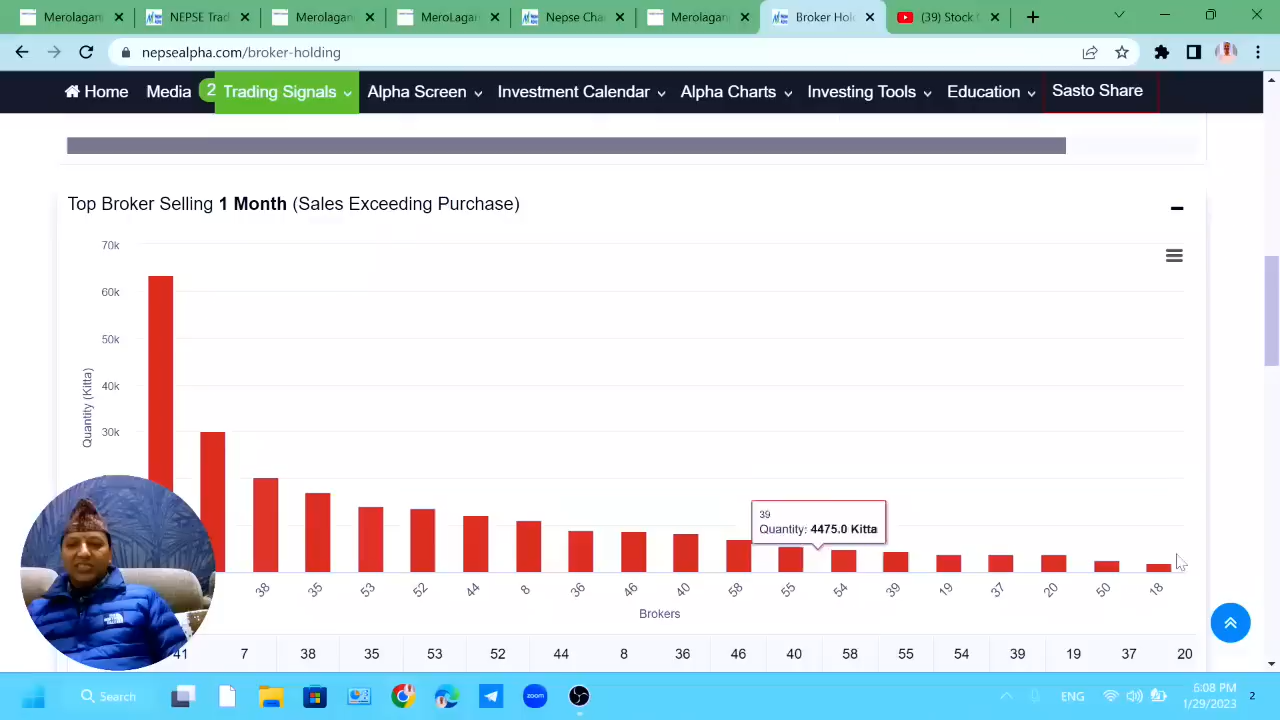 Merolagan
NEPSE Trad
Merolagan
MeroLagan
Nepse Cha
Merolagan
Broker Hol
(39) Stock
nepsealpha.com/broker-holding
Home Media 2 Trading Signals Alpha Screen Investment Calendar Alpha Charts Investing Tools Education Sasto Share
Top Broker Selling 1 Month (Sales Exceeding Purchase)
70k
60k
50k
40k
30k
Quantity (Kitta)
39
Quantity: 4475.0 Kitta
38 35 53 52 44 8 36 46 40 58 55 54 39 19 37 20 50 18
Brokers
41 7 38 35 53 52 44 8 36 46 40 58 55 54 39 19 37 20
Search
zoom
ENG
6:08 PM
1/29/2023
2